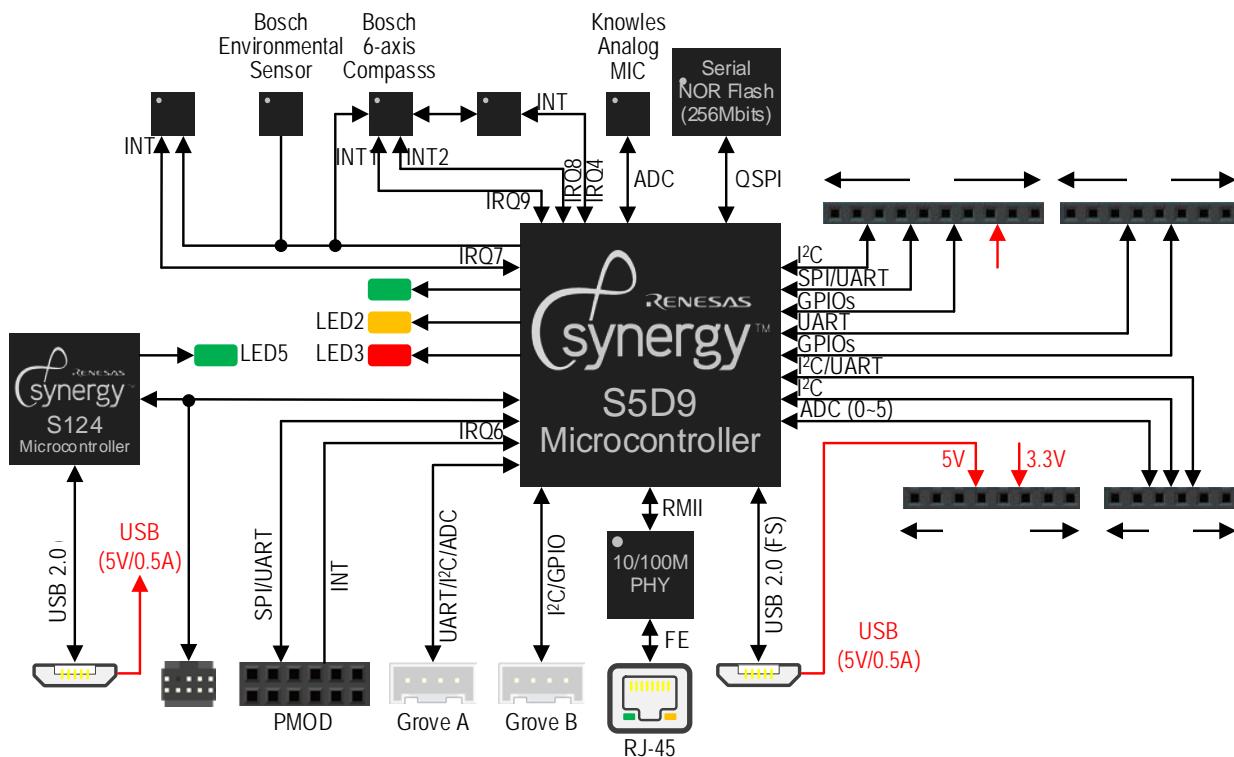 Bosch
Environmental
Sensor
Bosch
6-axis
Compasss
Knowles
Analog
MIC
Serial
NOR Flash
(256Mbits)
INT
INT
INT1
INT2
IRQ9
IRQ8
IRQ4
ADC
QSPI
IRQ7
I²C
SPI/UART
GPIOs
UART
GPIOs
I²C/UART
I²C
ADC (0~5)
RENESAS
synergy™
S5D9
Microcontroller
LED2
LED3
LED5
RENESAS
synergy™
S124
Microcontroller
IRQ6
5V
3.3V
USB 2.0
USB
(5V/0.5A)
SPI/UART
INT
UART/I²C/ADC
I²C/GPIO
RMII
10/100M
PHY
FE
USB 2.0 (FS)
USB
(5V/0.5A)
PMOD
Grove A
Grove B
RJ-45